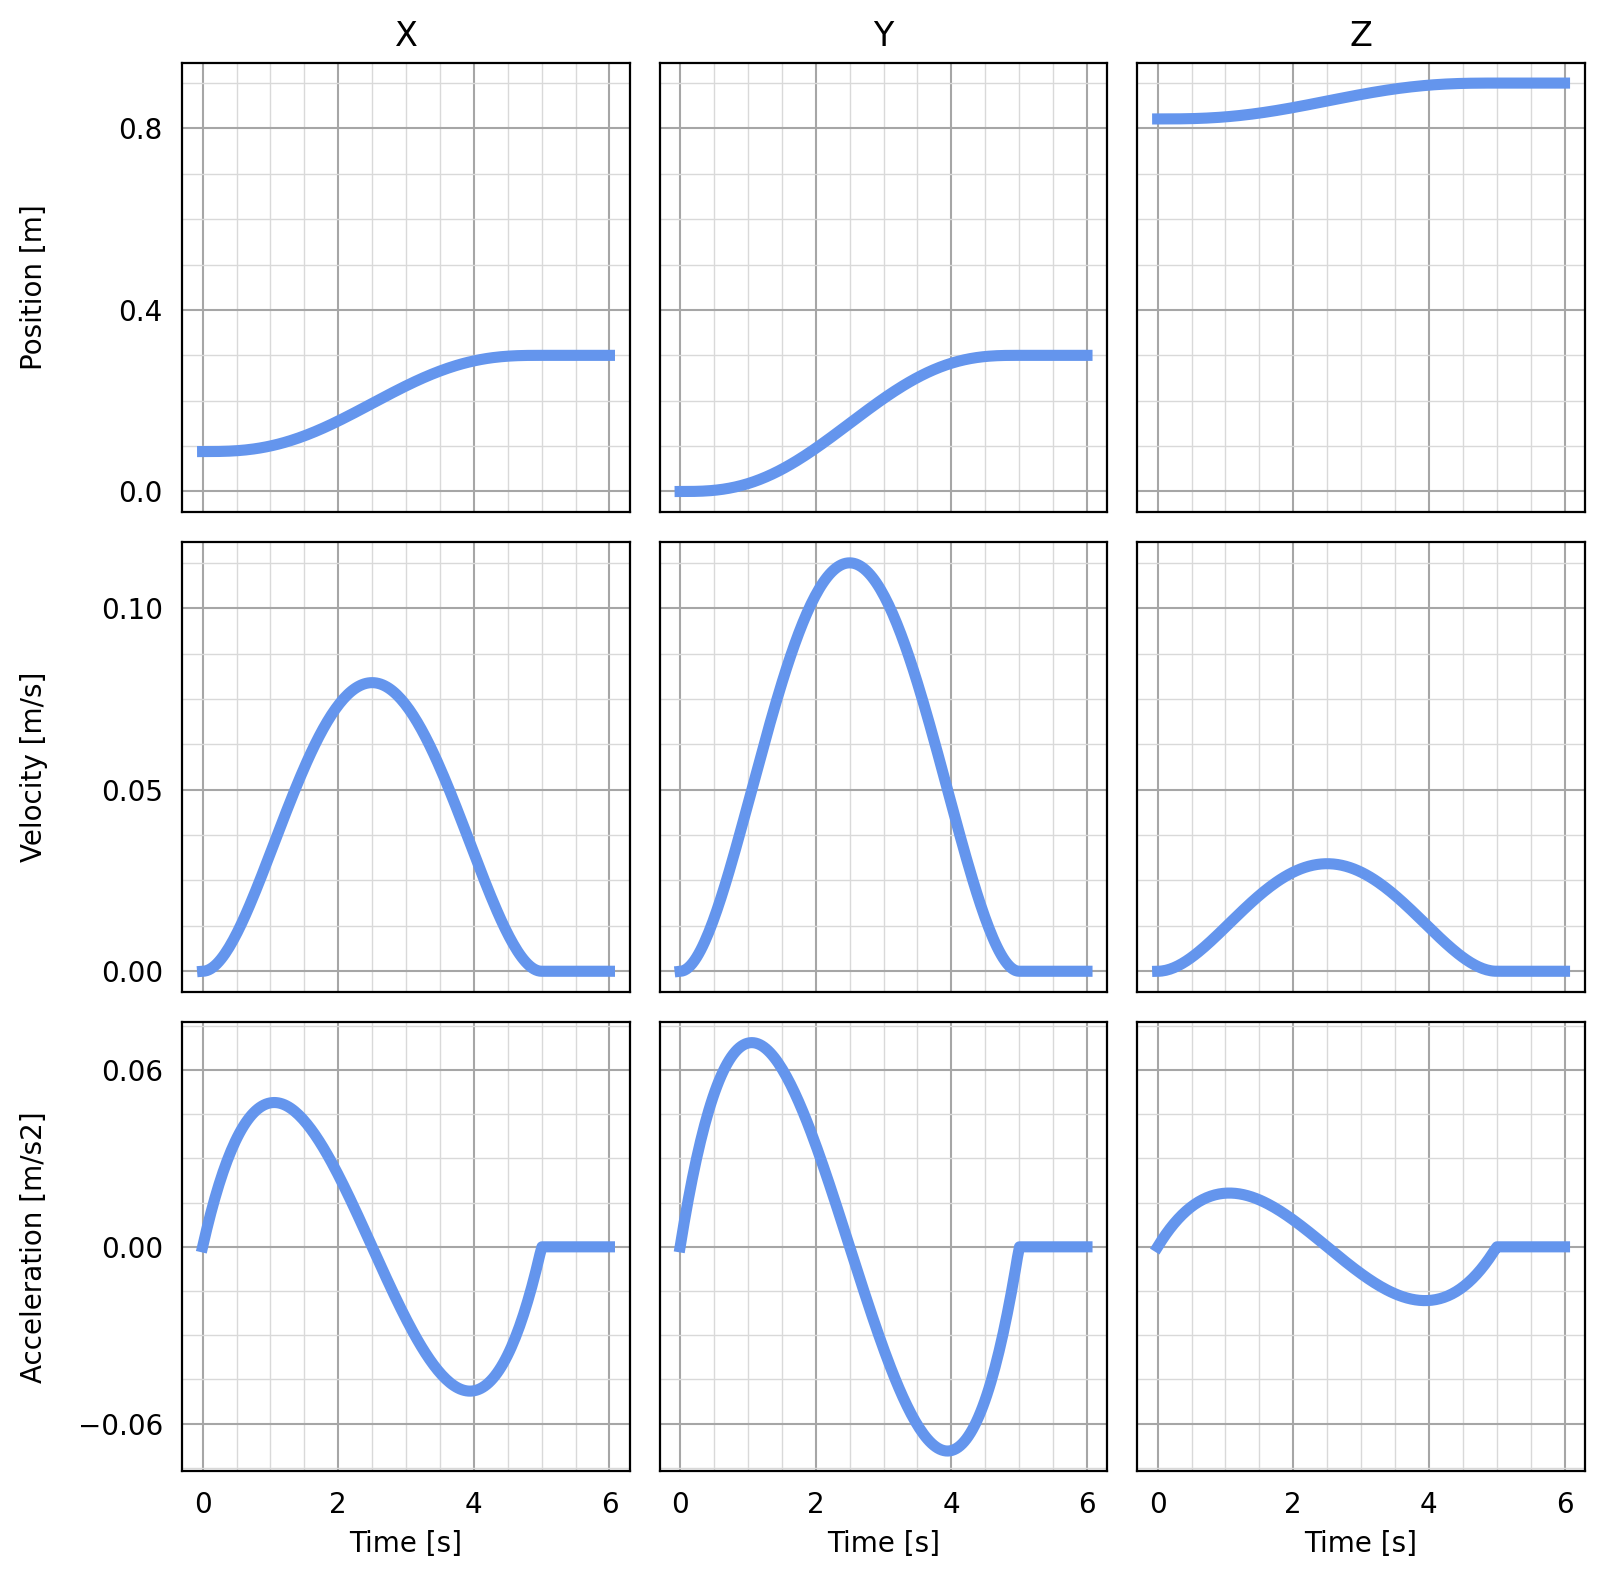 X Y Z
Position [m]
0.8
0.4
0.0
Velocity [m/s]
0.10
0.05
0.00
Acceleration [m/s2]
0.06
0.00
−0.06
0 2 4 6 0 2 4 6 0 2 4 6
Time [s] Time [s] Time [s]